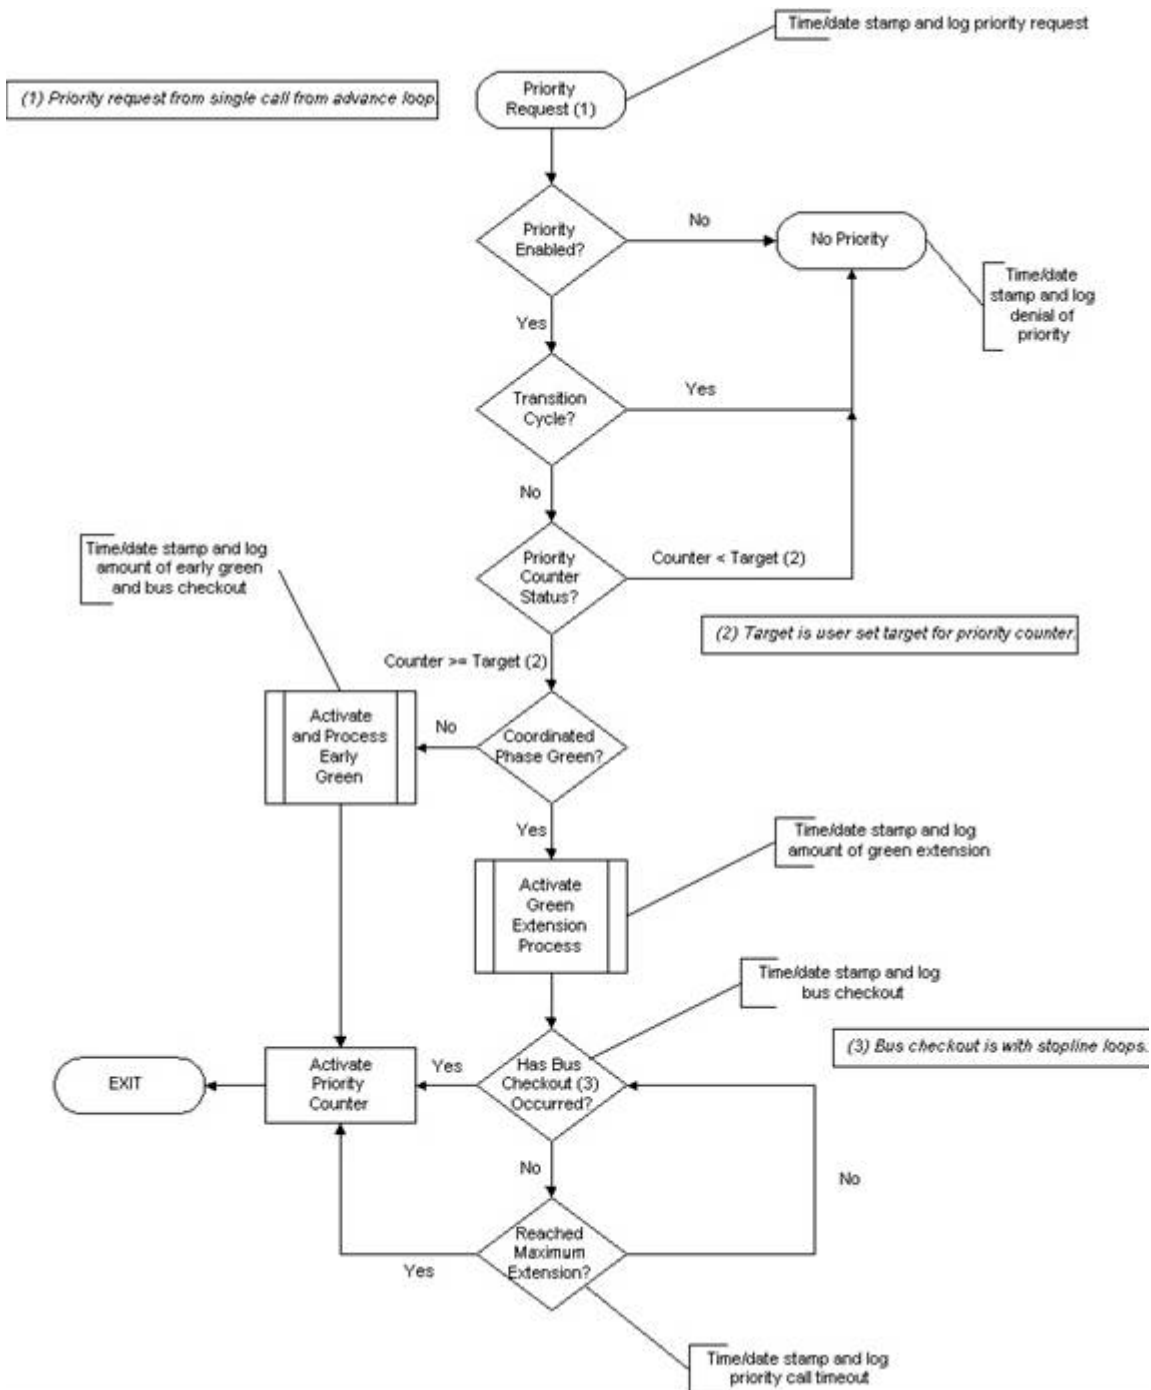 Time/date stamp and log priority request
(1) Priority request from single call from advance loop.
Priority
Request (1)
Priority
Enabled?
No
No Priority
Time/date
stamp and log
denial of
priority
Yes
Transition
Cycle?
Yes
No
Time/date stamp and log
amount of early green
and bus checkout
Priority
Counter
Status?
Counter < Target (2)
(2) Target is user set target for priority counter.
Counter >= Target (2)
Activate
and Process
Early
Green
No
Coordinated
Phase Green?
Yes
Time/date stamp and log
amount of green extension
Activate
Green
Extension
Process
Time/date stamp and log
bus checkout
(3) Bus checkout is with stopline loops.
EXIT
Activate
Priority
Counter
Yes
Has Bus
Checkout (3)
Occurred?
No
No
Reached
Maximum
Extension?
Yes
Time/date stamp and log
priority call timeout